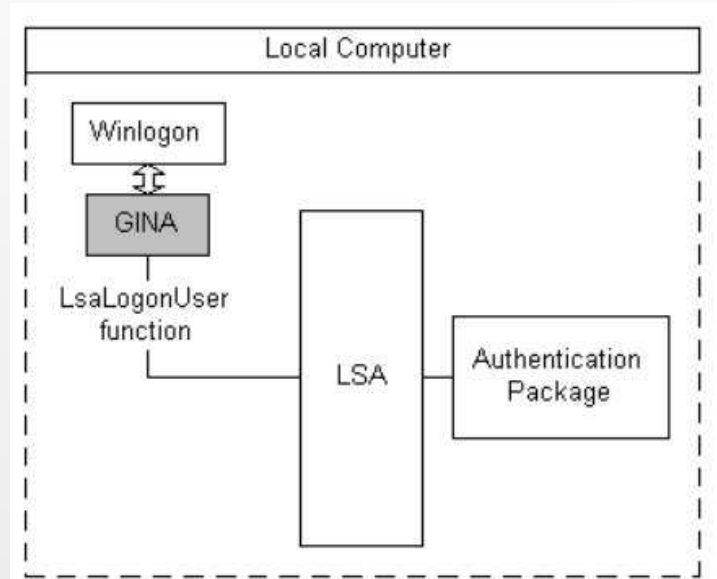 Local Computer
Winlogon
GINA
LsaLogonUser
function
LSA
Authentication
Package